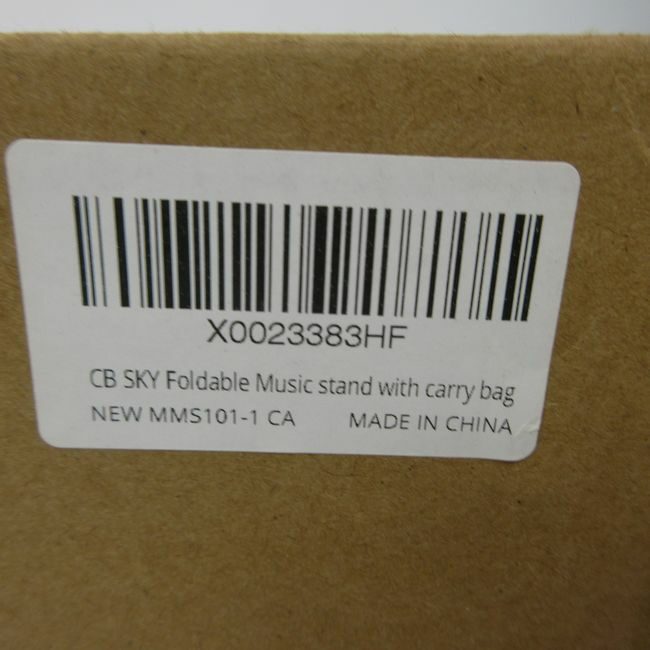 X0023383HF
CB SKY Foldable Music stand with carry bag
NEW MMS101-1 CA MADE IN CHINA